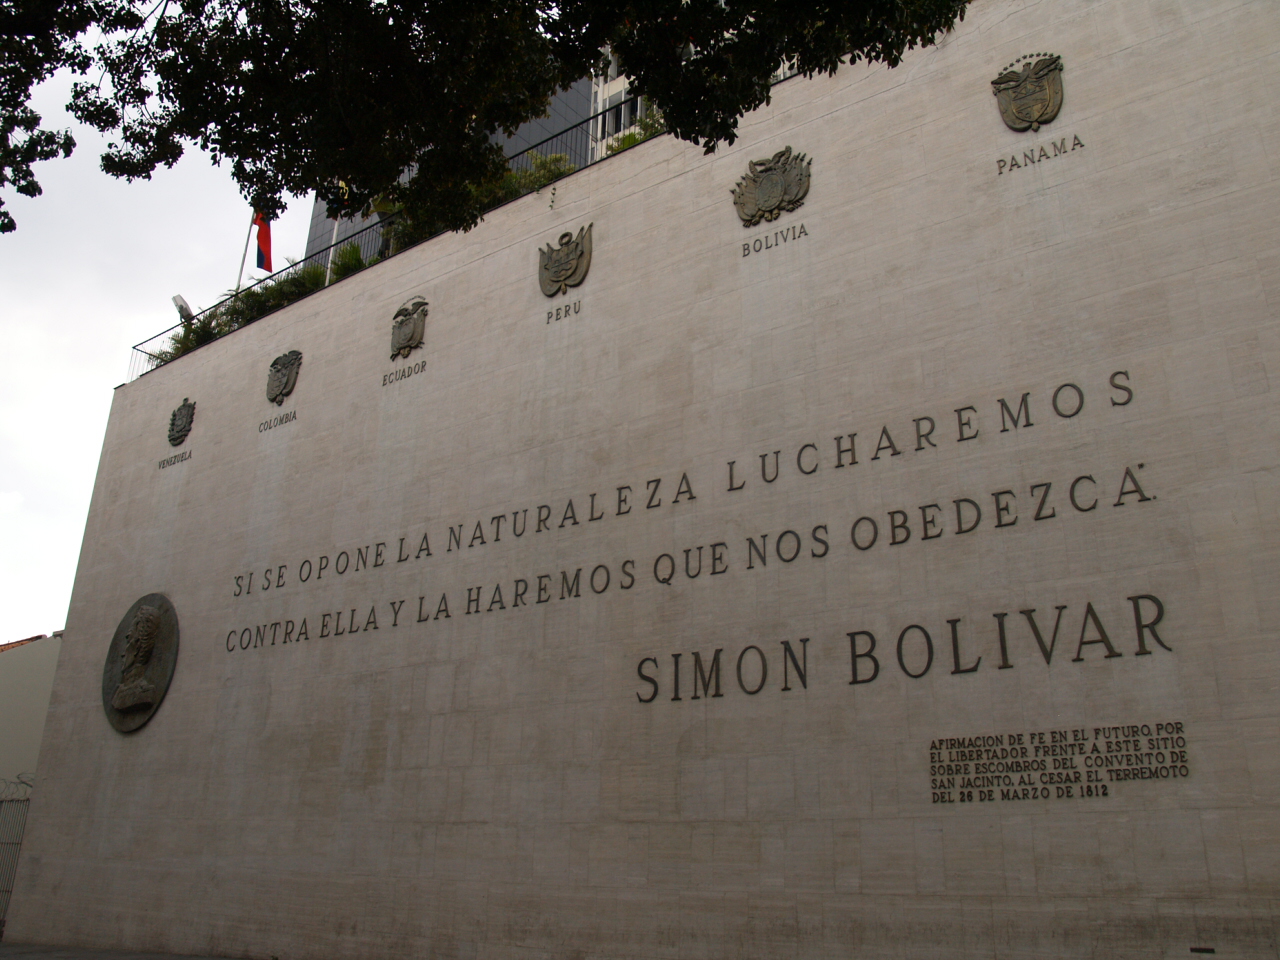 VENEZUELA
COLOMBIA
ECUADOR
PERU
BOLIVIA
PANAMA
"SI SE OPONE LA NATURALEZA LUCHAREMOS
CONTRA ELLA Y LA HAREMOS QUE NOS OBEDEZCA".
SIMON BOLIVAR
AFIRMACION DE FE EN EL FUTURO, POR
EL LIBERTADOR FRENTE A ESTE SITIO
SOBRE ESCOMBROS DEL CONVENTO DE
SAN JACINTO, AL CESAR EL TERREMOTO
DEL 26 DE MARZO DE 1812